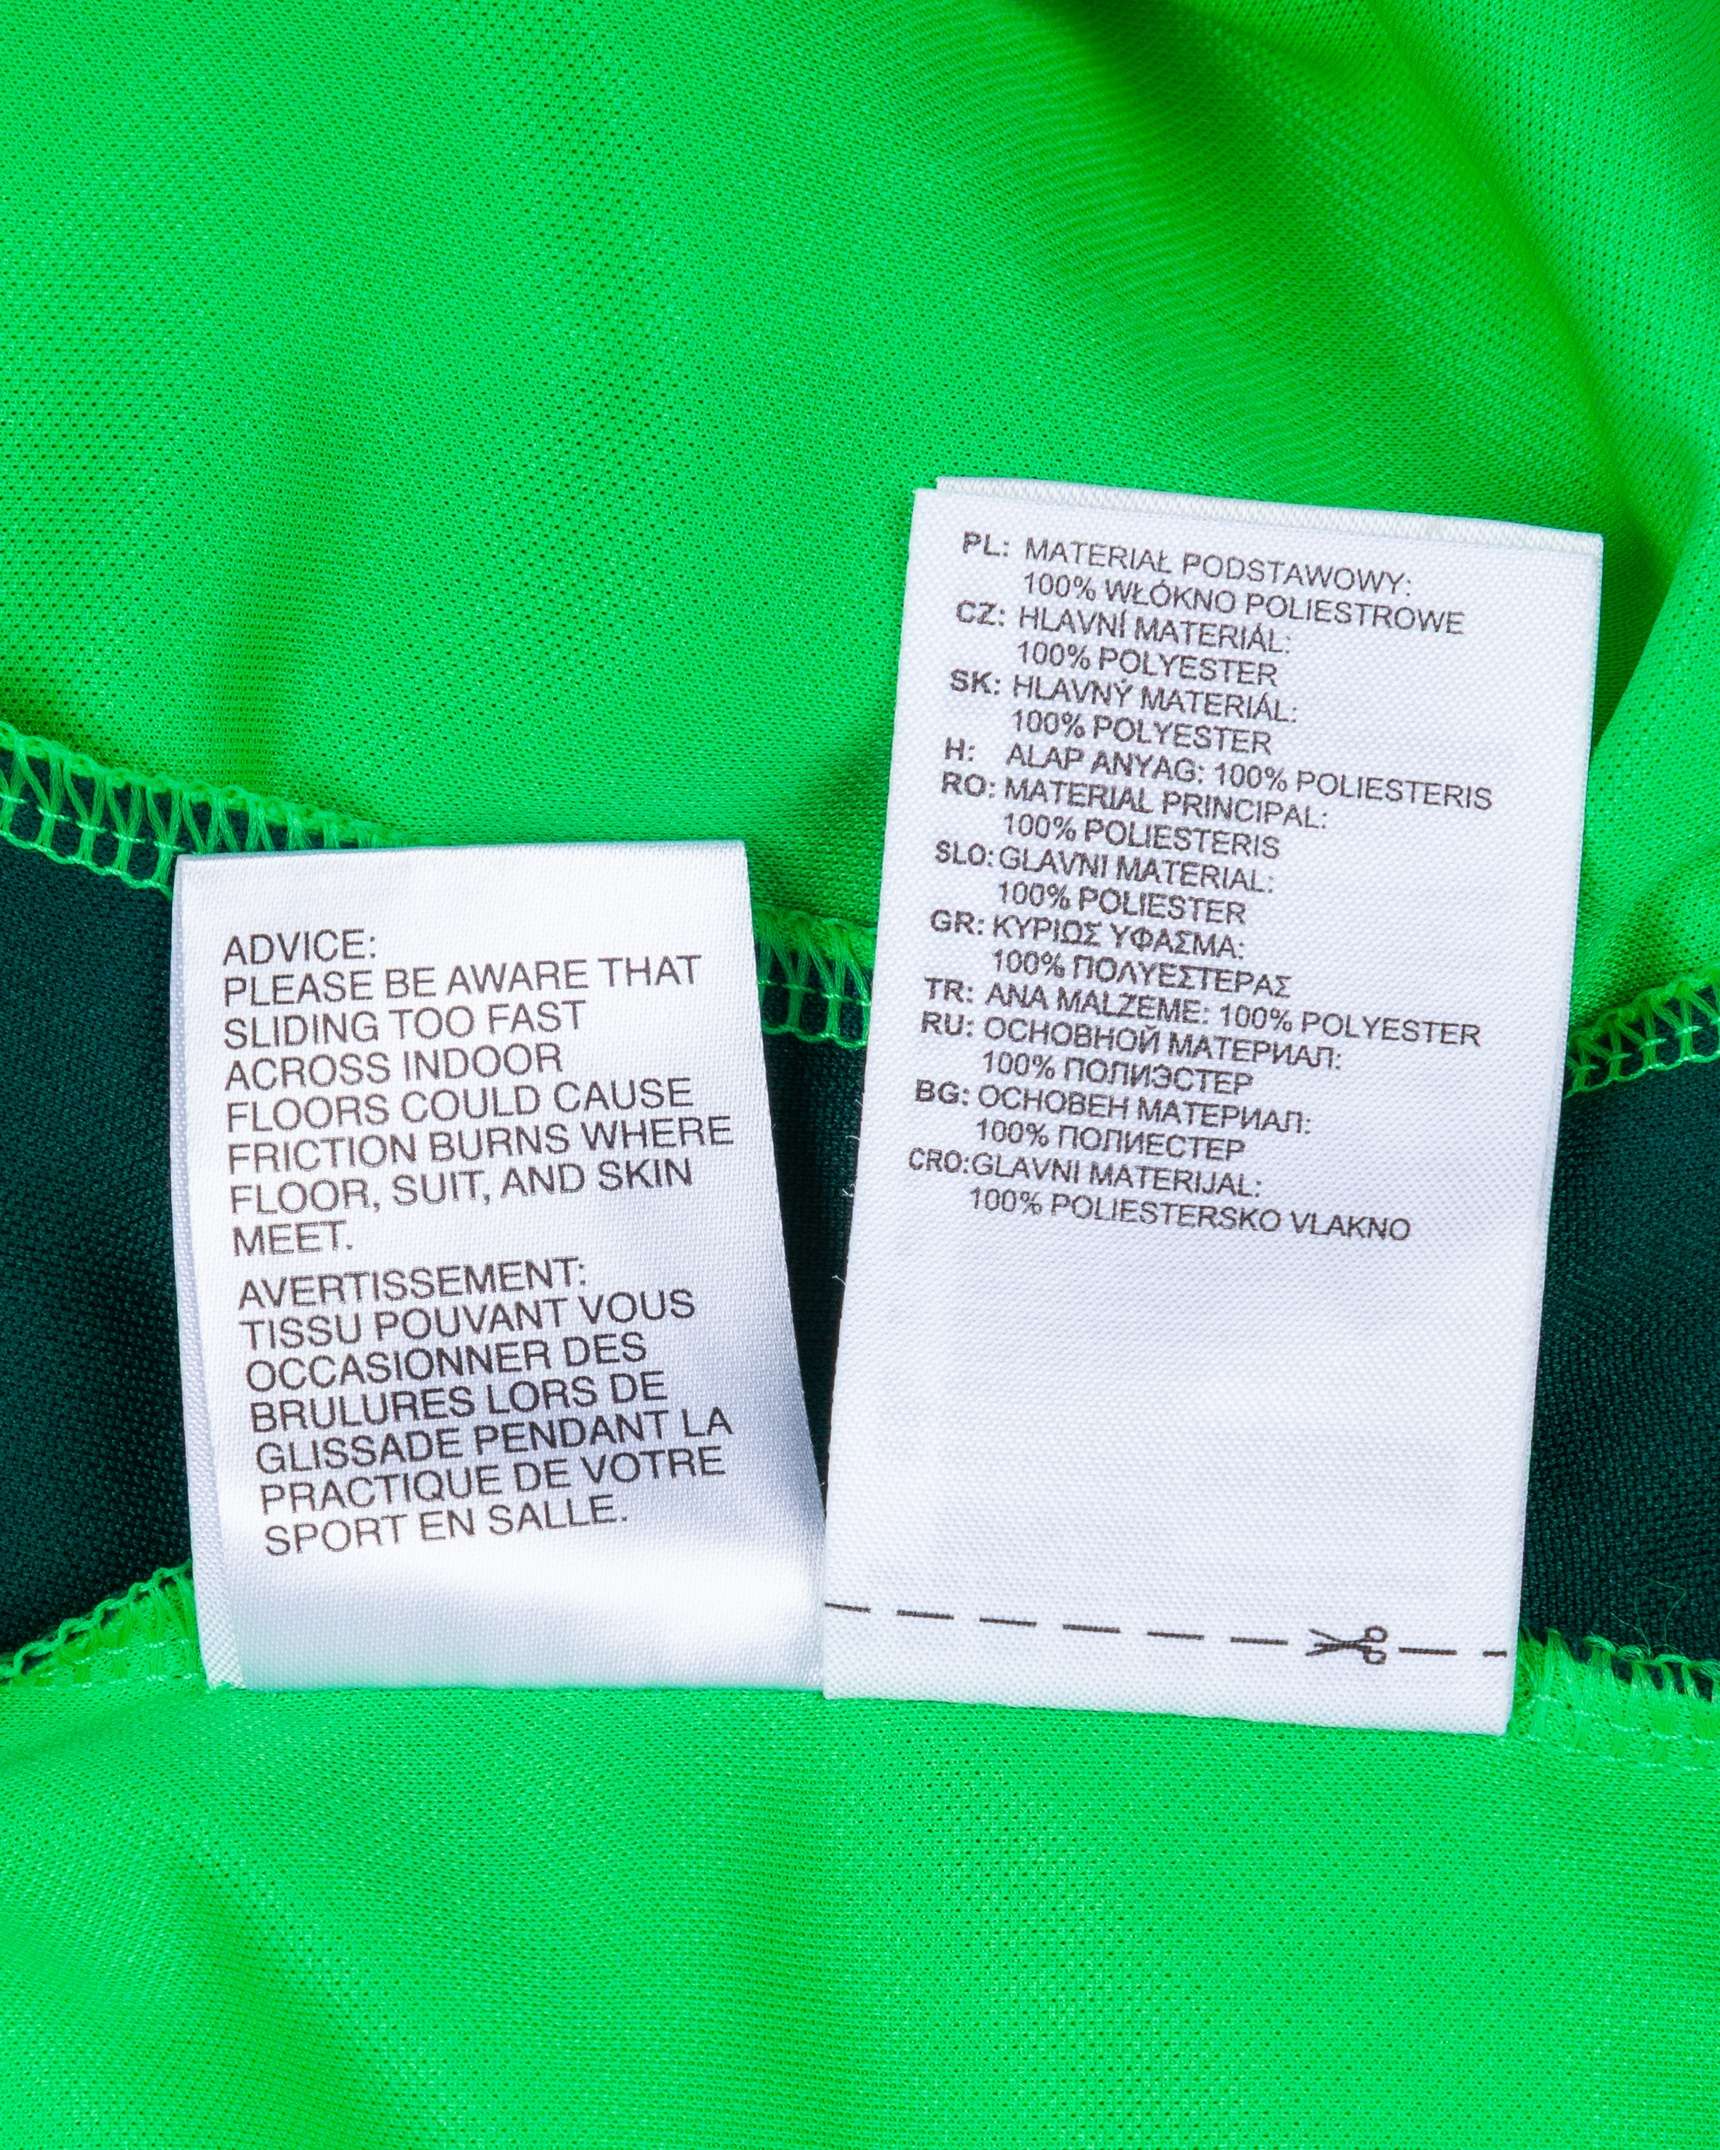 ADVICE:
PLEASE BE AWARE THAT
SLIDING TOO FAST
ACROSS INDOOR
FLOORS COULD CAUSE
FRICTION BURNS WHERE
FLOOR, SUIT, AND SKIN
MEET.
AVERTISSEMENT:
TISSU POUVANT VOUS
OCCASIONNER DES
BRULURES LORS DE
GLISSADE PENDANT LA
PRACTIQUE DE VOTRE
SPORT EN SALLE.
PL: MATERIAŁ PODSTAWOWY:
100% WŁÓKNO POLIESTROWE
CZ: HLAVNÍ MATERIÁL:
100% POLYESTER
SK: HLAVNÝ MATERIÁL:
100% POLYESTER
H: ALAP ANYAG: 100% POLIESTERIS
RO: MATERIAL PRINCIPAL:
100% POLIESTERIS
SLO: GLAVNI MATERIAL:
100% POLIESTER
GR: ΚΥΡΙΩΣ ΥΦΑΣΜΑ:
100% ΠΟΛΥΕΣΤΕΡΑΣ
TR: ANA MALZEME: 100% POLYESTER
RU: ОСНОВНОЙ МАТЕРИАЛ:
100% ПОЛИЭСТЕР
BG: ОСНОВЕН МАТЕРИАЛ:
100% ПОЛИЕСТЕР
CRO: GLAVNI MATERIJAL:
100% POLIESTERSKO VLAKNO